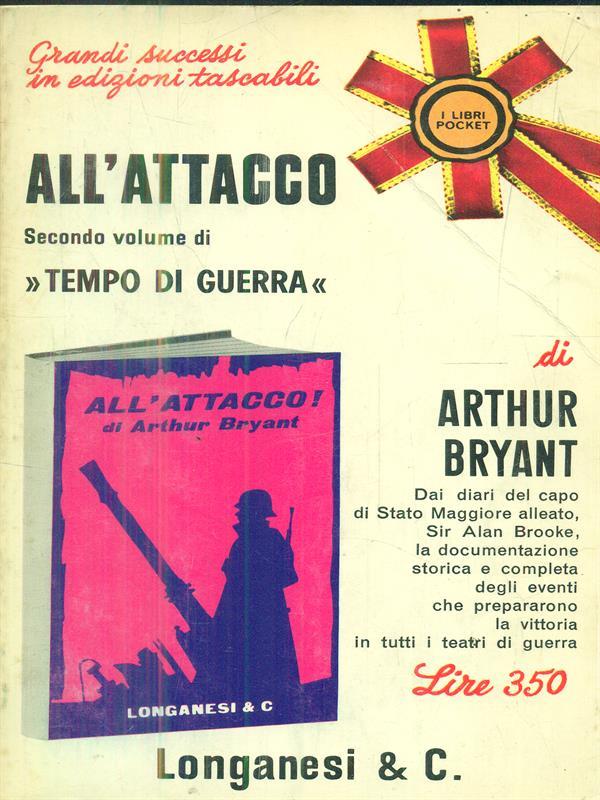 Grandi successi
in edizioni tascabili
I LIBRI
POCKET
ALL'ATTACCO
Secondo volume di
»TEMPO DI GUERRA«
ALL'ATTACCO!
di Arthur Bryant
LONGANESI & C
di
ARTHUR
BRYANT
Dai diari del capo
di Stato Maggiore alleato,
Sir Alan Brooke,
la documentazione
storica e completa
degli eventi
che prepararono
la vittoria
in tutti i teatri di guerra
Lire 350
Longanesi & C.